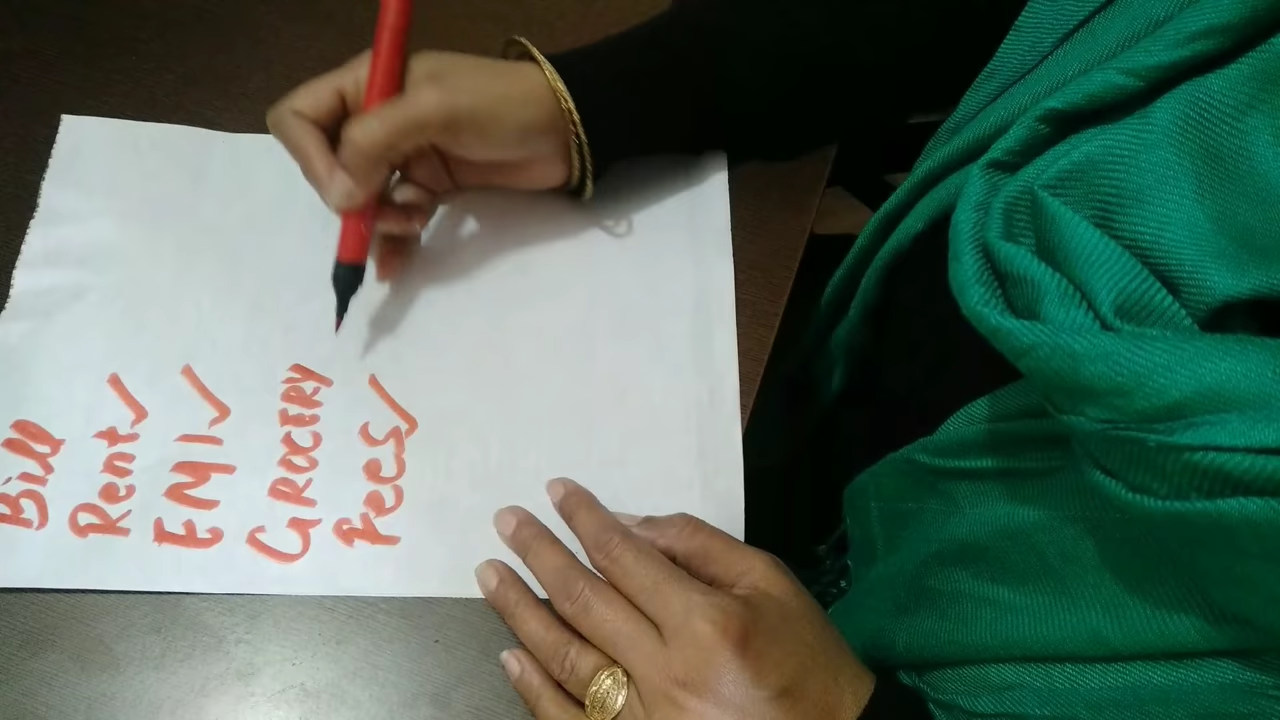 Bill
Rent ✓
EMI ✓
GROCERY
Fees ✓